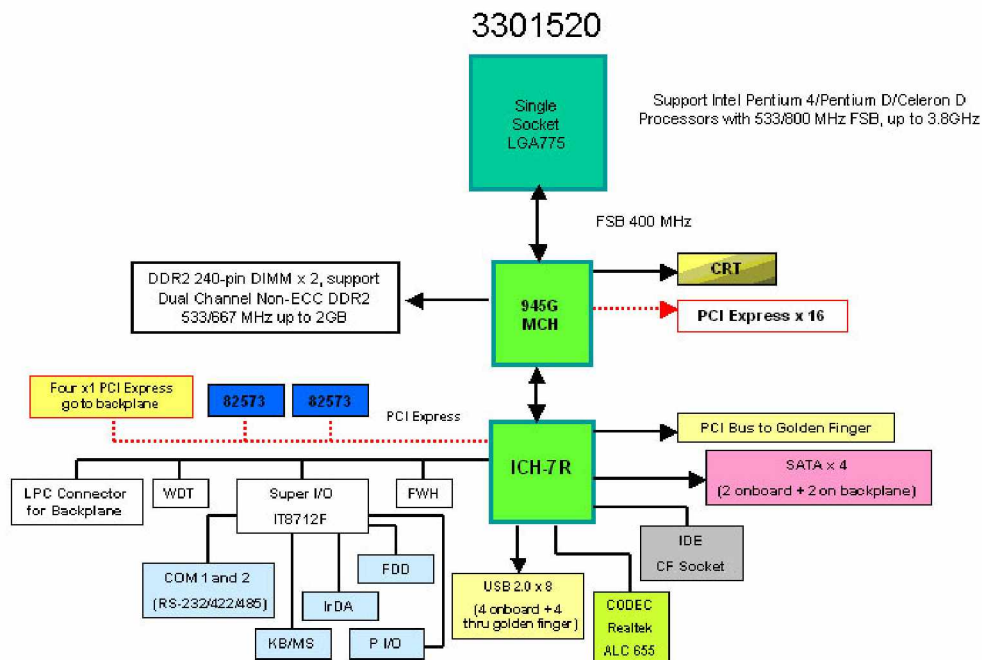 3301520
Single
Socket
LGA775
Support Intel Pentium 4/Pentium D/Celeron D
Processors with 533/800 MHz FSB, up to 3.8GHz
FSB 400 MHz
DDR2 240-pin DIMM x 2, support
Dual Channel Non-ECC DDR2
533/667 MHz up to 2GB
945G
MCH
CRT
PCI Express x 16
Four x1 PCI Express
go to backplane
82573
82573
PCI Express
ICH-7R
PCI Bus to Golden Finger
SATA x 4
(2 onboard + 2 on backplane)
LPC Connector
for Backplane
WDT
Super I/O
IT8712F
FWH
IDE
CF Socket
COM 1 and 2
(RS-232/422/485)
KB/MS
IrDA
FDD
P I/O
USB 2.0 x 8
(4 onboard + 4
thru golden finger)
CODEC
Realtek
ALC 655